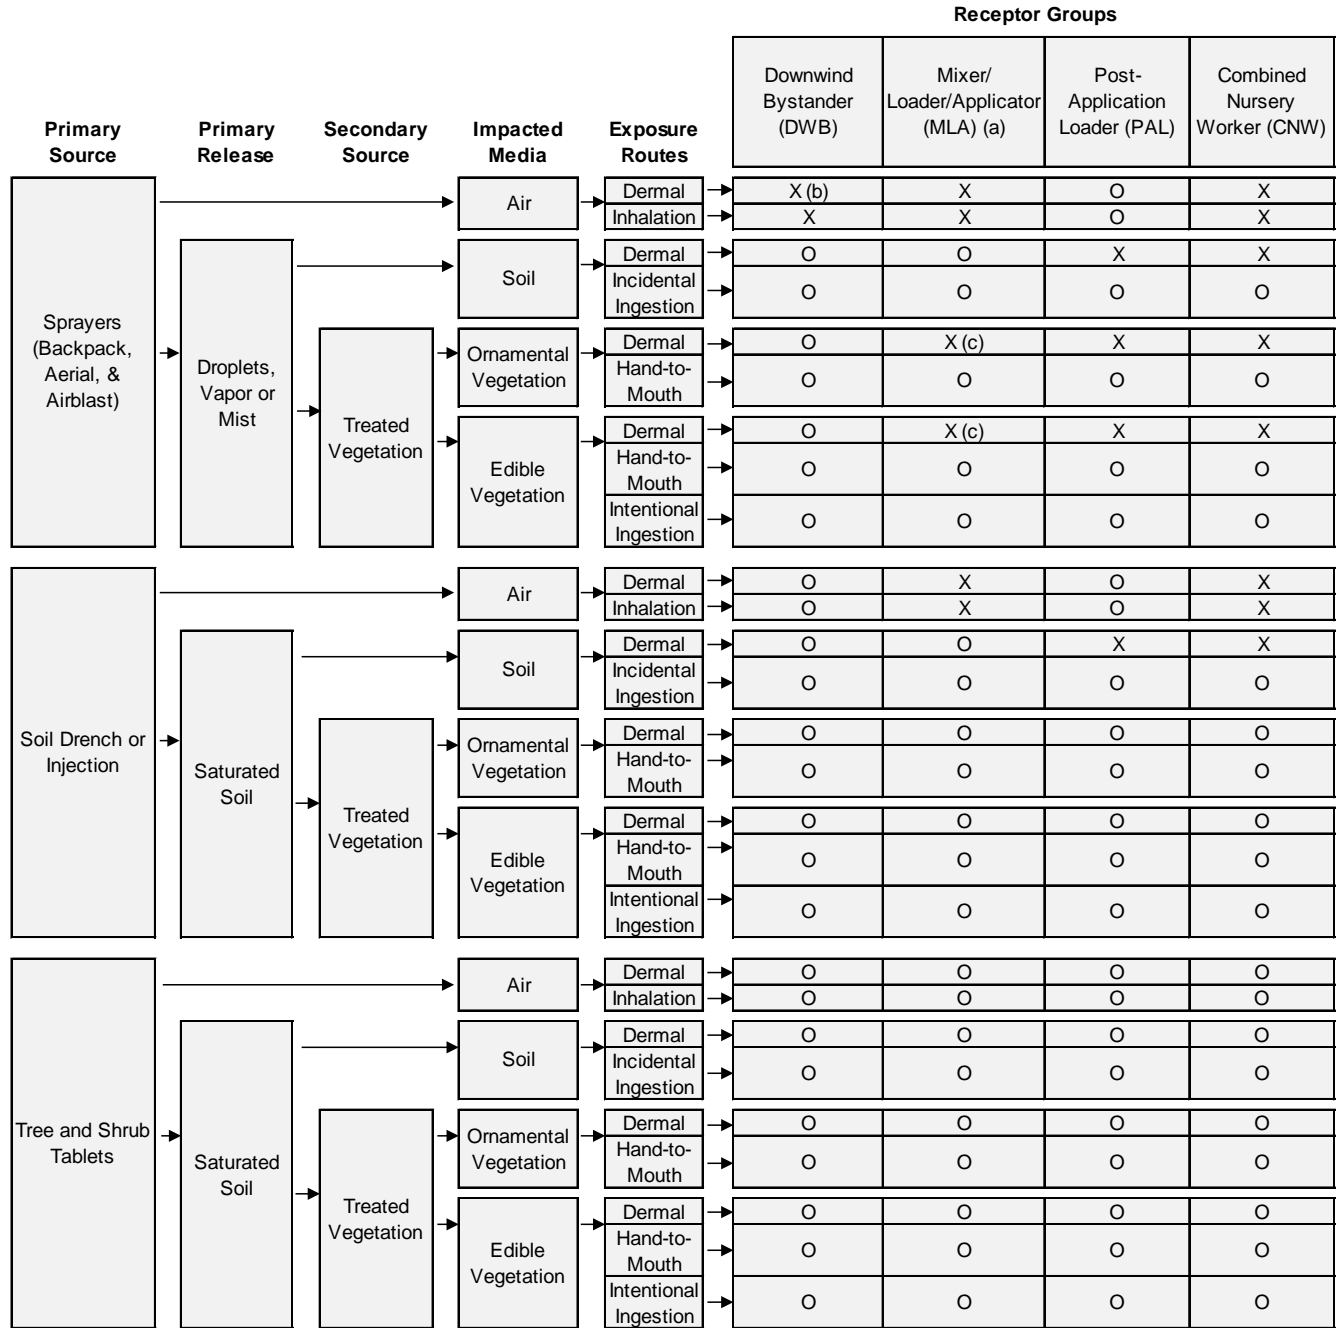 Receptor Groups
Downwind
Bystander
(DWB)
Mixer/
Loader/Applicator
(MLA) (a)
Post-
Application
Loader (PAL)
Combined
Nursery
Worker (CNW)
Primary
Source
Primary
Release
Secondary
Source
Impacted
Media
Exposure
Routes
Sprayers
(Backpack,
Aerial, &
Airblast)
Droplets,
Vapor or
Mist
Treated
Vegetation
Air
Dermal
X (b)
X
O
X
Inhalation
X
X
O
X
Soil
Dermal
O
O
X
X
Incidental
Ingestion
O
O
O
O
Ornamental
Vegetation
Dermal
O
X (c)
X
X
Hand-to-
Mouth
O
O
O
O
Edible
Vegetation
Dermal
O
X (c)
X
X
Hand-to-
Mouth
O
O
O
O
Intentional
Ingestion
O
O
O
O
Soil Drench or
Injection
Saturated
Soil
Treated
Vegetation
Air
Dermal
O
X
O
X
Inhalation
O
X
O
X
Soil
Dermal
O
O
X
X
Incidental
Ingestion
O
O
O
O
Ornamental
Vegetation
Dermal
O
O
O
O
Hand-to-
Mouth
O
O
O
O
Edible
Vegetation
Dermal
O
O
O
O
Hand-to-
Mouth
O
O
O
O
Intentional
Ingestion
O
O
O
O
Tree and Shrub
Tablets
Saturated
Soil
Treated
Vegetation
Air
Dermal
O
O
O
O
Inhalation
O
O
O
O
Soil
Dermal
O
O
O
O
Incidental
Ingestion
O
O
O
O
Ornamental
Vegetation
Dermal
O
O
O
O
Hand-to-
Mouth
O
O
O
O
Edible
Vegetation
Dermal
O
O
O
O
Hand-to-
Mouth
O
O
O
O
Intentional
Ingestion
O
O
O
O